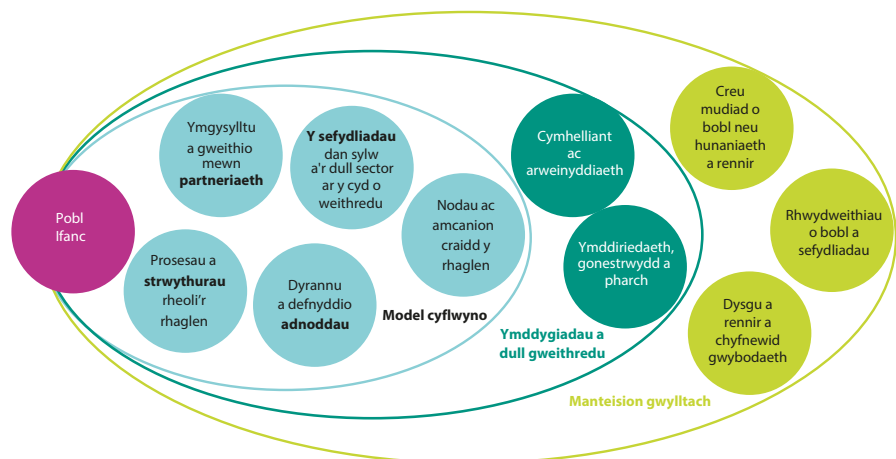 Pobl
Ifanc
Ymgysylltu
a gweithio
mewn
partneriaeth
Y sefydliadau
dan sylw
a'r dull sector
ar y cyd o
weithredu
Nodau ac
amcanion
craidd y
rhaglen
Prosesau a
strwythurau
rheoli'r
rhaglen
Dyrannu
a defnyddio
adnoddau
Model cyflwyno
Cymhelliant
ac
arweinyddiaeth
Ymddiriedaeth,
gonestrwydd a
pharch
Ymddygiadau a
dull gweithredu
Creu
mudiad o
bobl neu
hunaniaeth
a rennir
Rhwydweithiau
o bobl a
sefydliadau
Dysgu a
rennir a
chyfnewid
gwybodaeth
Manteision gwylltach